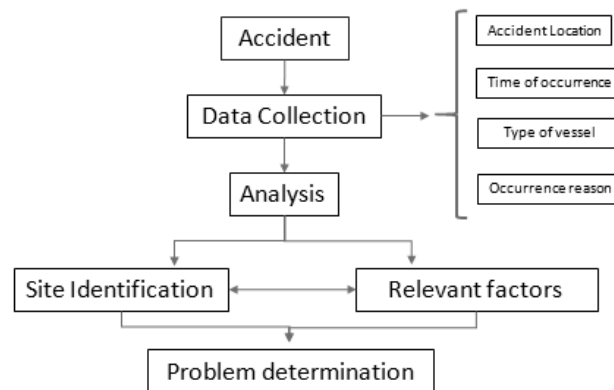 Accident
Accident Location
Time of occurrence
Data Collection
Type of vessel
Analysis
Occurrence reason
Site Identification
Relevant factors
Problem determination